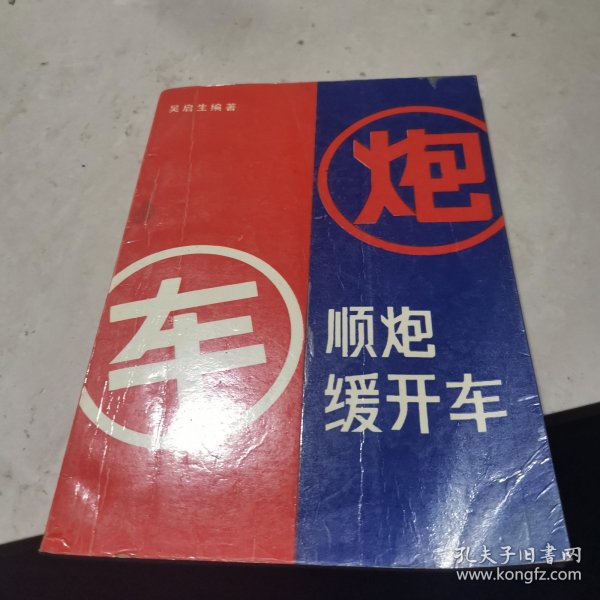 吴启生编著
炮
车
顺炮
缓开车
孔夫子旧书网
www.kongfz.com